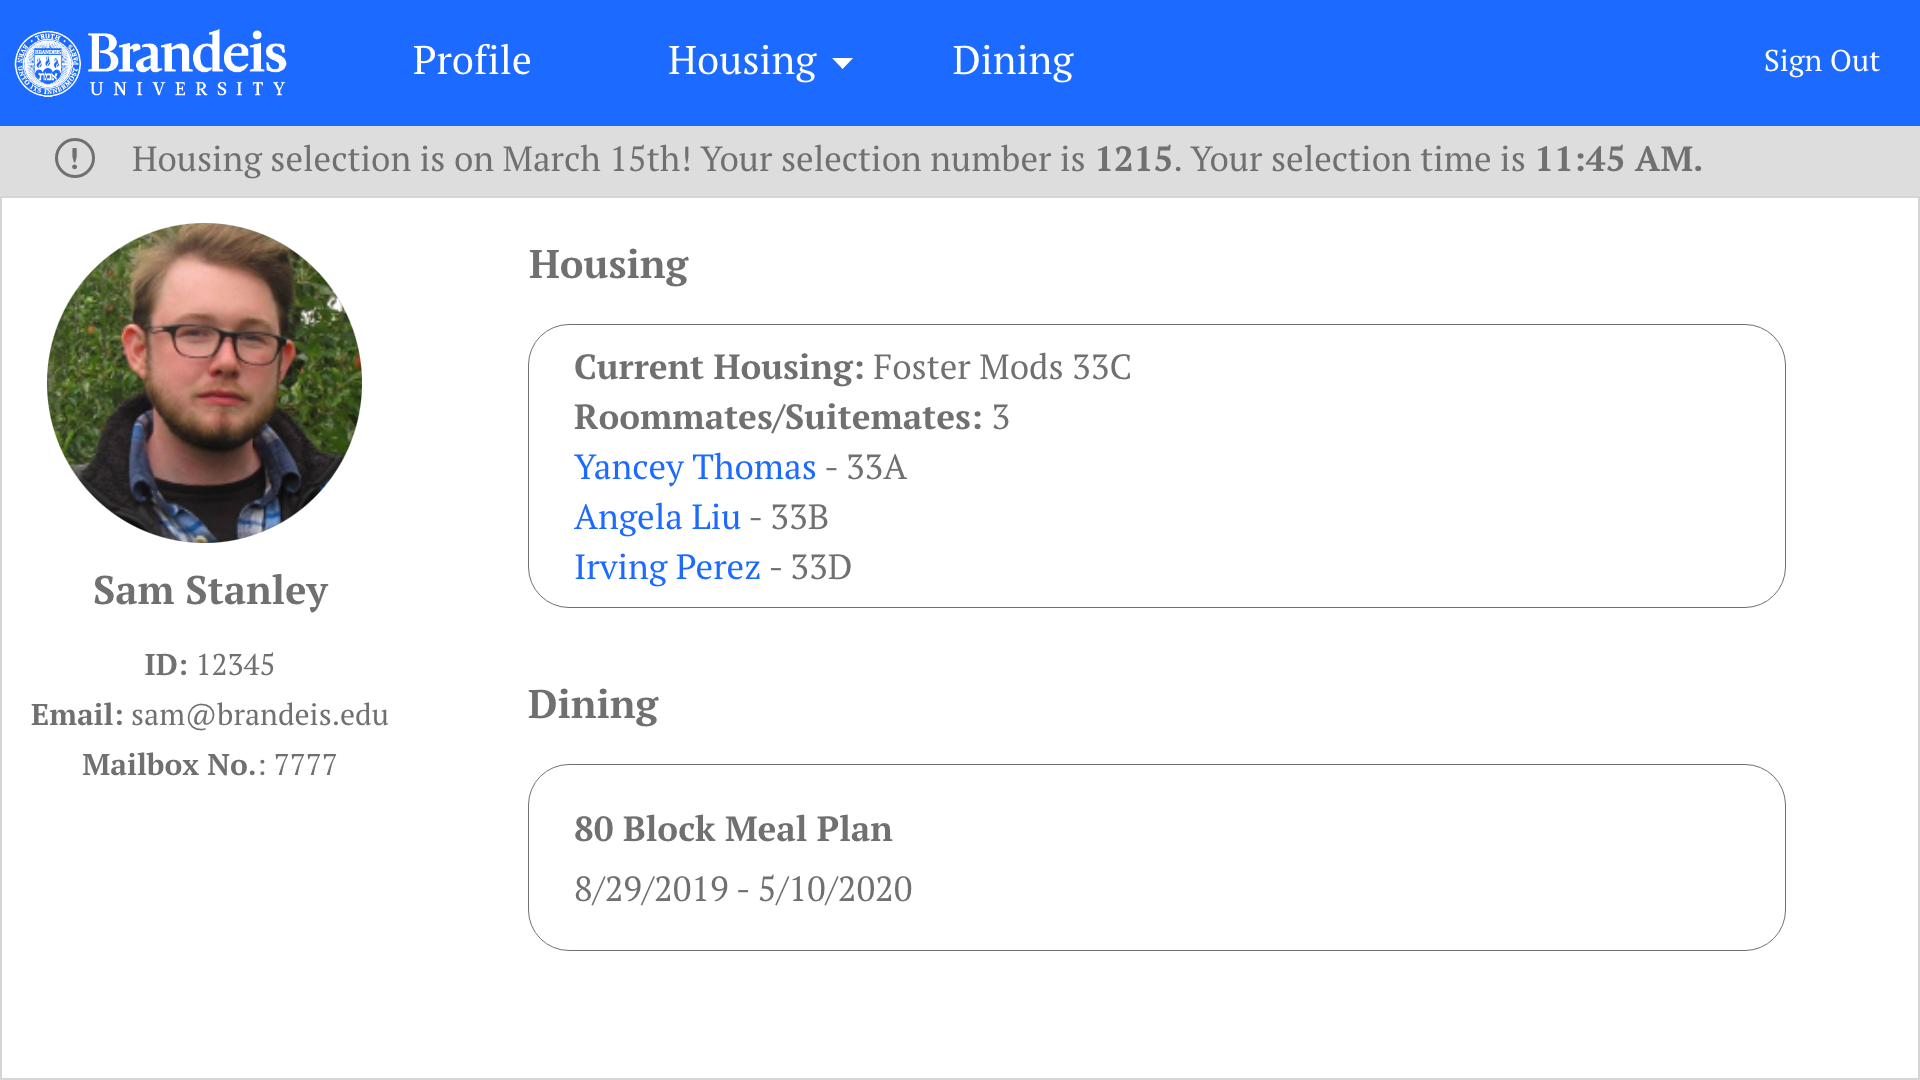 Brandeis
UNIVERSITY
Profile
Housing
Dining
Sign Out
Housing selection is on March 15th! Your selection number is 1215. Your selection time is 11:45 AM.
Sam Stanley
ID: 12345
Email: sam@brandeis.edu
Mailbox No.: 7777
Housing
Current Housing: Foster Mods 33C
Roommates/Suitemates: 3
Yancey Thomas - 33A
Angela Liu - 33B
Irving Perez - 33D
Dining
80 Block Meal Plan
8/29/2019 - 5/10/2020